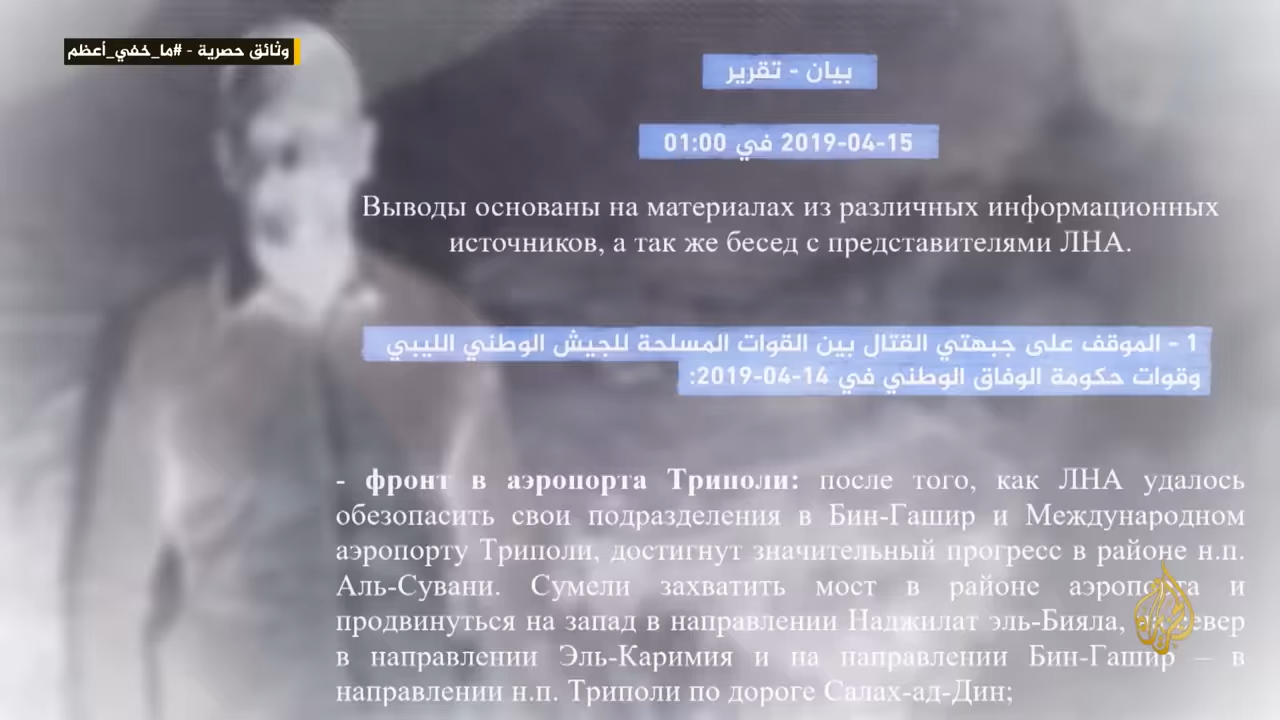 وثائق حصرية - #ما_خفي_أعظم
بيان - تقرير
2019-04-15 في 01:00
Выводы основаны на материалах из различных информационных
источников, а так же бесед с представителями ЛНА.
1 - الموقف على جبهتي القتال بين القوات المسلحة للجيش الوطني الليبي
وقوات حكومة الوفاق الوطني في 14-04-2019:
- фронт в аэропорта Триполи: после того, как ЛНА удалось
обезопасить свои подразделения в Бин-Гашир и Международном
аэропорту Триполи, достигнут значительный прогресс в районе н.п.
Аль-Сувани. Сумели захватить мост в районе аэропорта и
продвинуться на запад в направлении Наджилат эль-Бияла, на север
в направлении Эль-Каримия и на направлении Бин-Гашир – в
направлении н.п. Триполи по дороге Салах-ад-Дин;